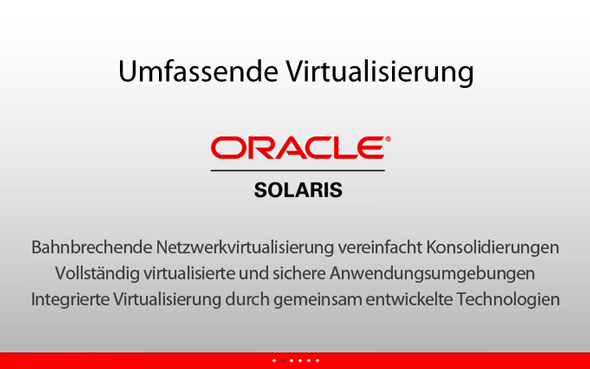 Umfassende Virtualisierung
ORACLE®
SOLARIS
Bahnbrechende Netzwerkvirtualisierung vereinfacht Konsolidierungen
Vollständig virtualisierte und sichere Anwendungsumgebungen
Integrierte Virtualisierung durch gemeinsam entwickelte Technologien